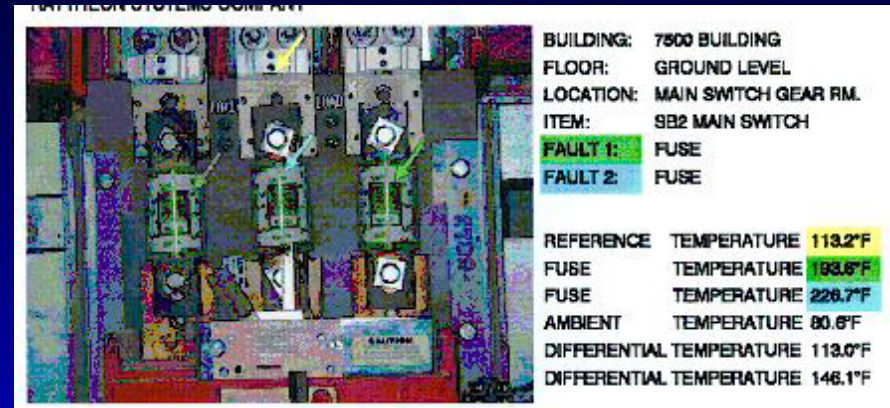 BUILDING: 7500 BUILDING
FLOOR: GROUND LEVEL
LOCATION: MAIN SWITCH GEAR RM.
ITEM: SB2 MAIN SWITCH
FAULT 1: FUSE
FAULT 2: FUSE
REFERENCE TEMPERATURE 113.2°F
FUSE TEMPERATURE 193.6°F
FUSE TEMPERATURE 226.7°F
AMBIENT TEMPERATURE 80.6°F
DIFFERENTIAL TEMPERATURE 113.0°F
DIFFERENTIAL TEMPERATURE 146.1°F
CAUTION